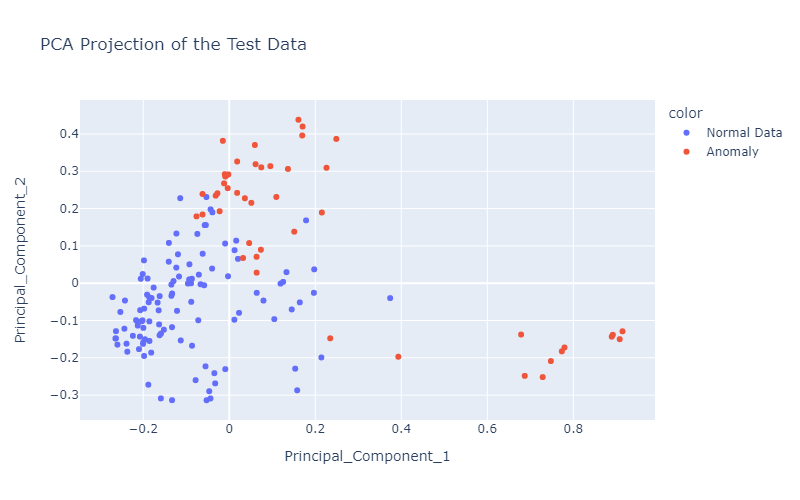 PCA Projection of the Test Data
color
Normal Data
Anomaly
Principal_Component_2
0.4
0.3
0.2
0.1
0
−0.1
−0.2
−0.3
−0.2
0
0.2
0.4
0.6
0.8
Principal_Component_1